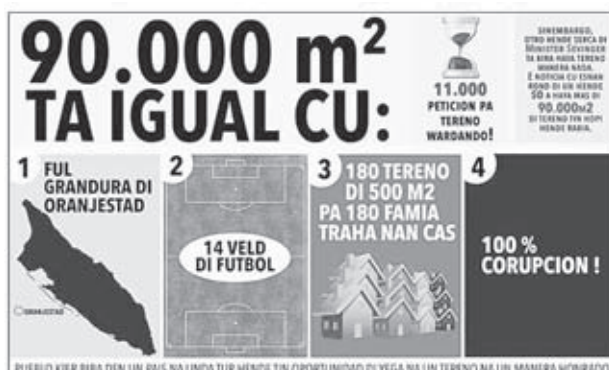 90.000 m²
TA IGUAL CU:
11.000
PETICION PA
TERENO
WARDANDO!
SINEMBARGO,
OTRO HENDE SERCA DI
MINISTER SEVINGER
TA BIRA HAYA TERENO
MANERA NADA.
E NOTICIA CU ESNAN
ROND DI UN HENDE
SO A HAYA MAS DI
90.000M2
DI TERENO TIN HOPI
HENDE RABIA.
1 FUL
GRANDURA DI
ORANJESTAD
ORANJESTAD
2
14 VELD
DI FUTBOL
3 180 TERENO
DI 500 M2
PA 180 FAMIA
TRAHA NAN CAS
4
100 %
CORUPCION !
PUEBLO KIER BIBA DEN UN PAIS NA UNDA TUR HENDE TIN OPORTUNIDAD DI YEGA NA UN TERENO NA UN MANERA HONRADO